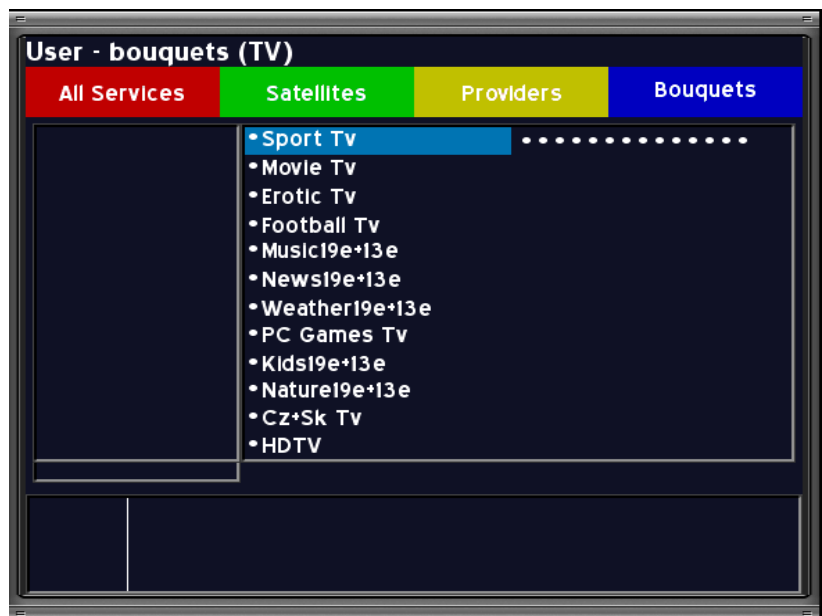 User - bouquets (TV)
All Services Satellites Providers Bouquets
•Sport Tv ••••••••••••••
•Movie Tv
•Erotic Tv
•Football Tv
•Music19e+13e
•News19e+13e
•Weather19e+13e
•PC Games Tv
•Kids19e+13e
•Nature19e+13e
•Cz+Sk Tv
•HDTV